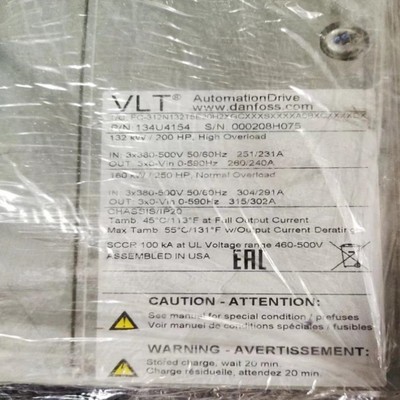 VLT® AutomationDrive
www.danfoss.com
T/C:
P/N 134U4154 S/N 000208H075
132 kW / 200 HP, High Overload
IN: 3x380-500V 50/60Hz 251/231A
OUT: 3x0-Vin 0-590Hz 260/240A
160 kW / 250 HP, Normal Overload
IN: 3x380-500V 50/60Hz 304/291A
OUT: 3x0-Vin 0-590Hz 315/302A
CHASSIS/IP20
Tamb. 45°C/113°F at Full Output Current
Max Tamb. 55°C/131°F w/Output Current Derating
SCCR 100 kA at UL Voltage range 460-500V
ASSEMBLED IN USA
EAC
CAUTION - ATTENTION:
See manual for special condition / prefuses
Voir manuel de conditions spéciales / fusibles
WARNING - AVERTISSEMENT:
Stored charge, wait 20 min.
Charge résiduelle, attendez 20 min.